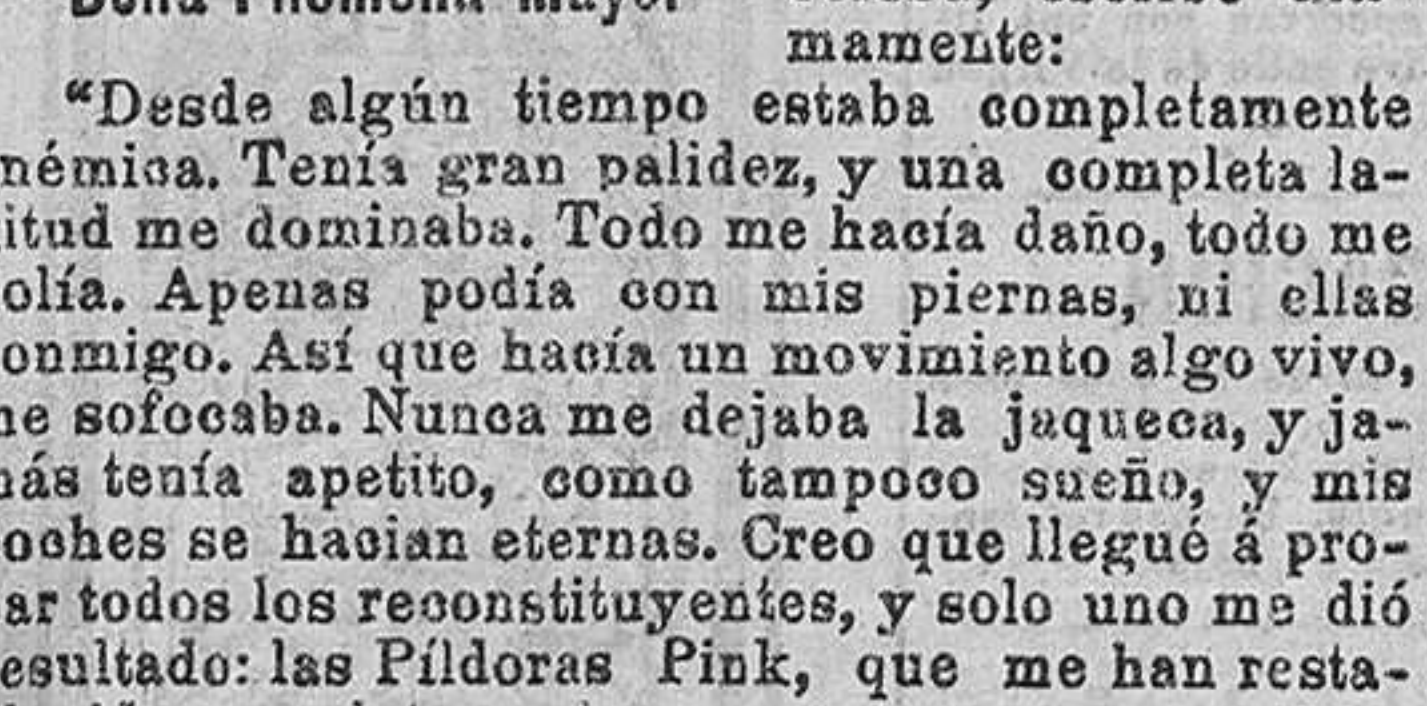 mamente:
“Desde algún tiempo estaba completamente
némica. Tenía gran palidez, y una completa la-
itud me dominaba. Todo me hacía daño, todo me
olía. Apenas podía con mis piernas, ni ellas
onmigo. Así que hacía un movimiento algo vivo,
ne sofocaba. Nunca me dejaba la jaqueca, y ja-
nás tenía apetito, como tampoco sueño, y mis
oches se hacian eternas. Creo que llegué á pro-
ar todos los reconstituyentes, y solo uno me dió
esultado: las Píldoras Pink, que me han resta-